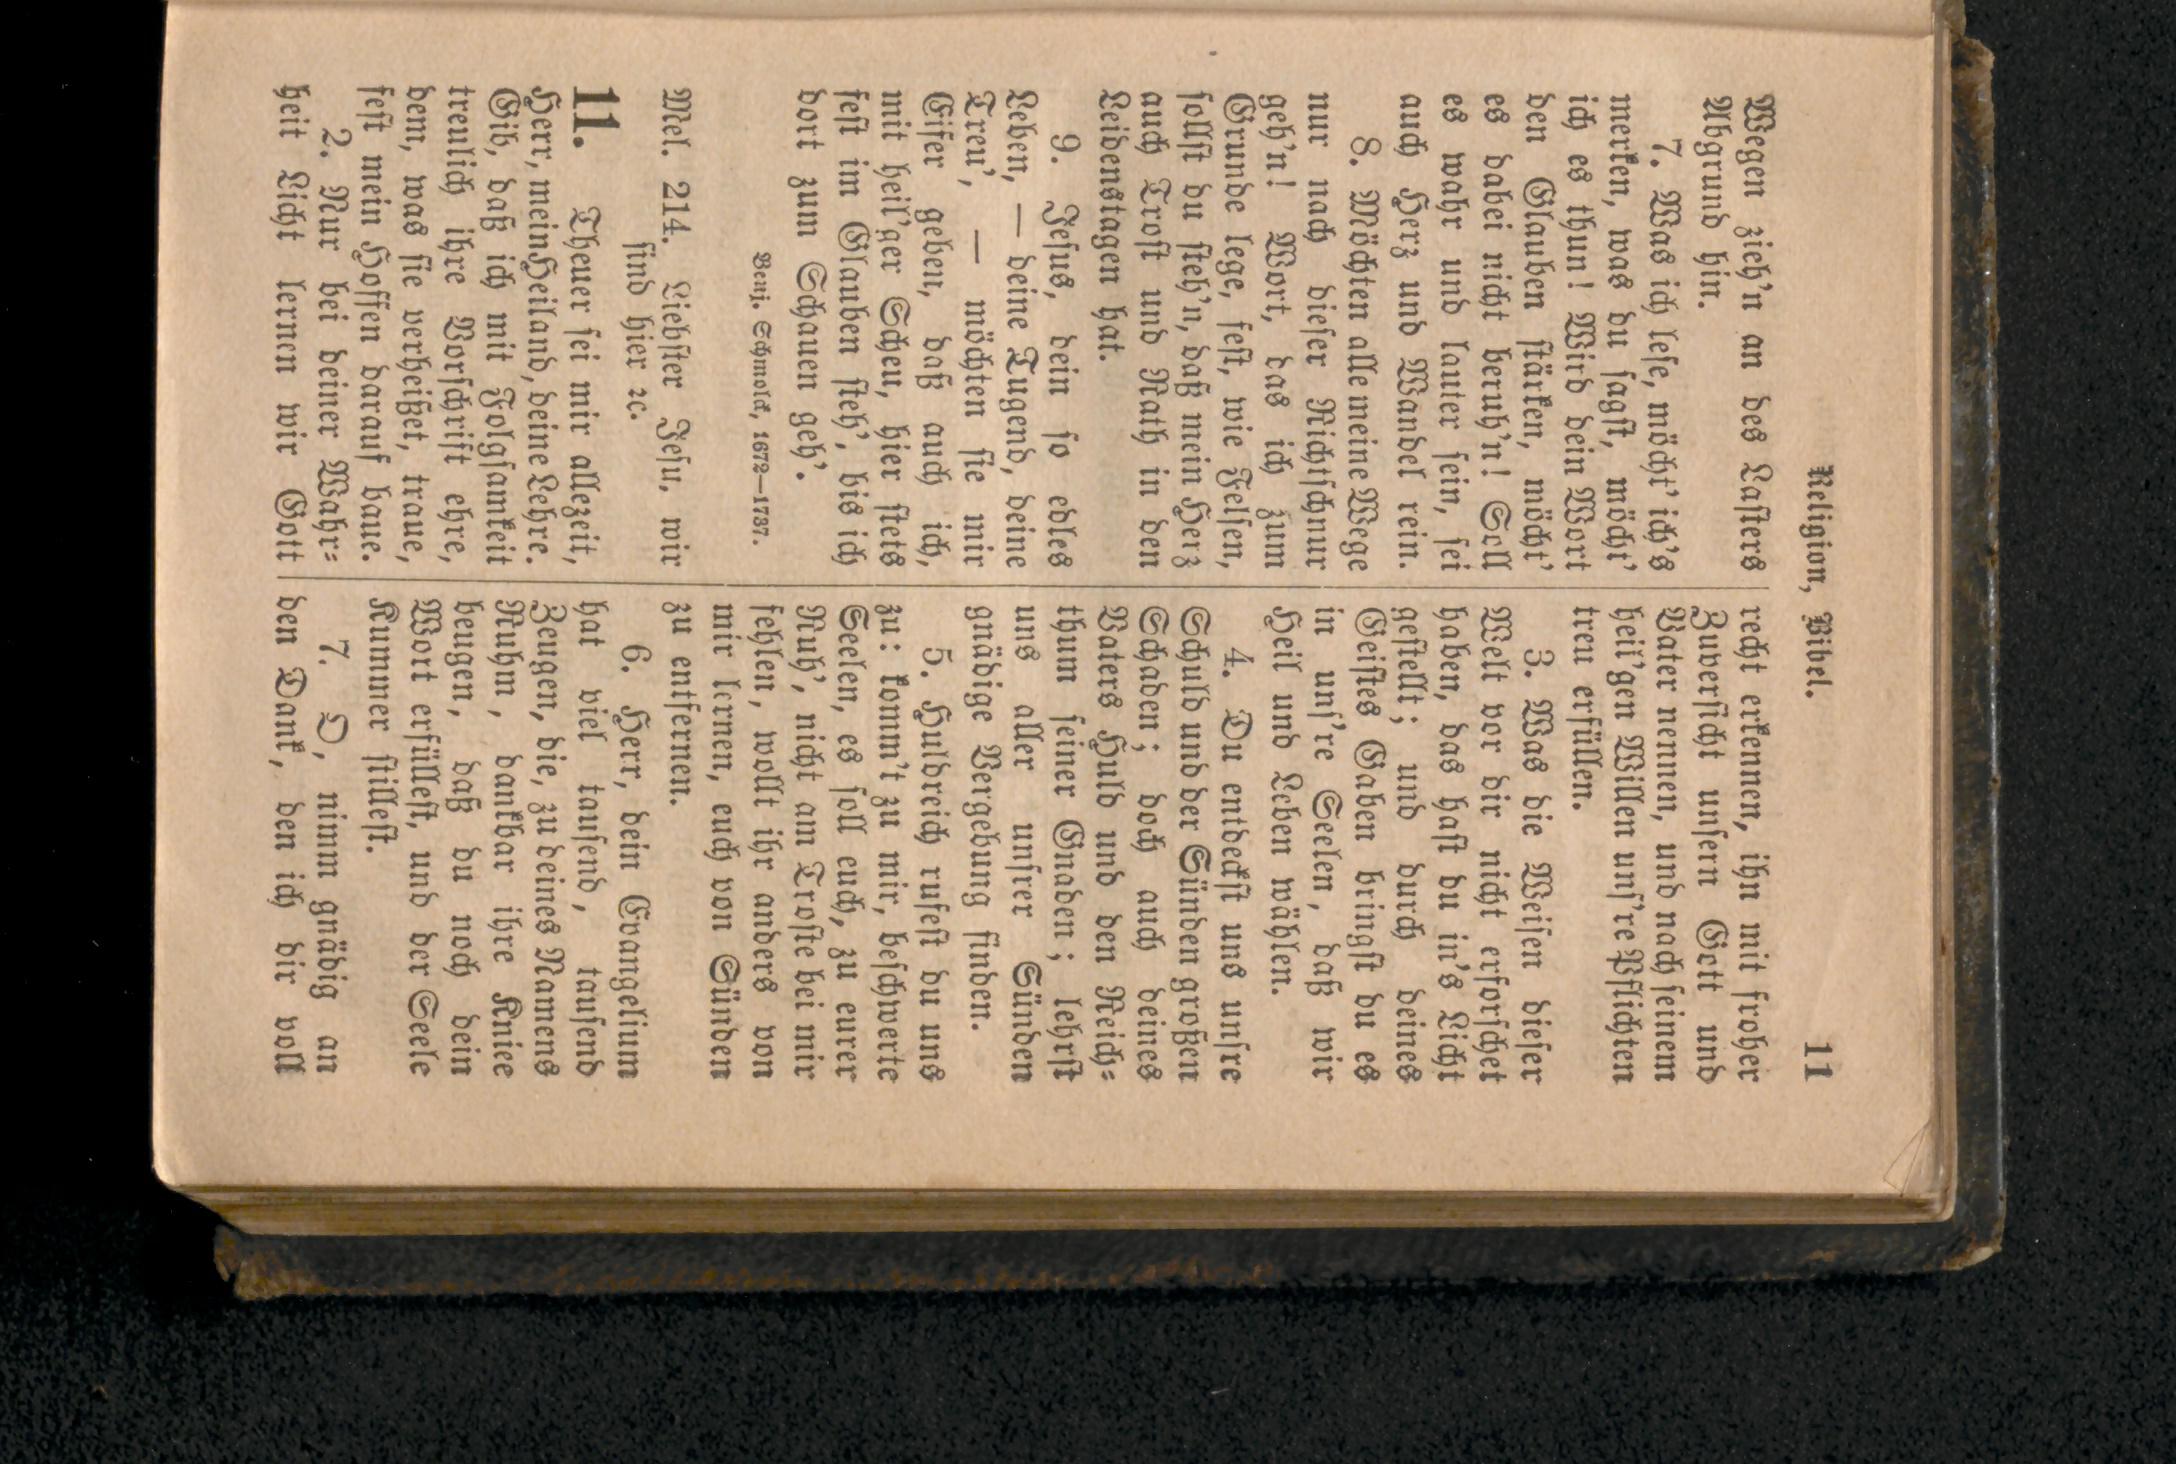 Religion, Bibel. 11
Wegen zieh'n an des Lasters
Abgrund hin.
7. Was ich lese, möcht' ich's
merken, was du sagst, möcht'
ich es thun! Wird dein Wort
den Glauben stärken, möcht'
es dabei nicht beruh'n! Soll
es wahr und lauter sein, sei
auch Herz und Wandel rein.
8. Möchten alle meine Wege
nur nach dieser Richtschnur
geh'n! Wort, das ich zum
Grunde lege, fest, wie Felsen,
sollst du steh'n, daß mein Herz
auch Trost und Rath in den
Leidenstagen hat.
9. Jesus, dein so edles
Leben, — deine Tugend, deine
Treu', — möchten sie mir
Eifer geben, daß auch ich,
mit heil'ger Scheu, hier stets
fest im Glauben steh', bis ich
dort zum Schauen geh'.
Benj. Schmolck, 1672—1737.
Mel. 214. Liebster Jesu, wir
sind hier ꝛc.
11. Theuer sei mir allezeit,
Herr, mein Heiland, deine Lehre.
Gib, daß ich mit Folgsamkeit
treulich ihre Vorschrift ehre,
dem, was sie verheißet, traue,
fest mein Hoffen darauf baue.
2. Nur bei deiner Wahr-
heit Licht lernen wir Gott
recht erkennen, ihn mit froher
Zuversicht unsern Gott und
Vater nennen, und nach seinem
heil'gen Willen uns're Pflichten
treu erfüllen.
3. Was die Weisen dieser
Welt vor dir nicht erforschet
haben, das hast du in's Licht
gestellt; und durch deines
Geistes Gaben bringst du es
in uns're Seelen, daß wir
Heil und Leben wählen.
4. Du entdeckst uns unsre
Schuld und der Sünden großen
Schaden; doch auch deines
Vaters Huld und den Reich-
thum seiner Gnaden; lehrst
uns aller unsrer Sünden
gnädige Vergebung finden.
5. Huldreich rufest du uns
zu: komm't zu mir, beschwerte
Seelen, es soll euch, zu eurer
Ruh', nicht am Troste bei mir
fehlen, wollt ihr anders von
mir lernen, euch von Sünden
zu entfernen.
6. Herr, dein Evangelium
hat viel tausend, tausend
Zeugen, die, zu deines Namens
Ruhm, dankbar ihre Kniee
beugen, daß du noch dein
Wort erfüllest, und der Seele
Kummer stillest.
7. O, nimm gnädig an
den Dank, den ich dir voll